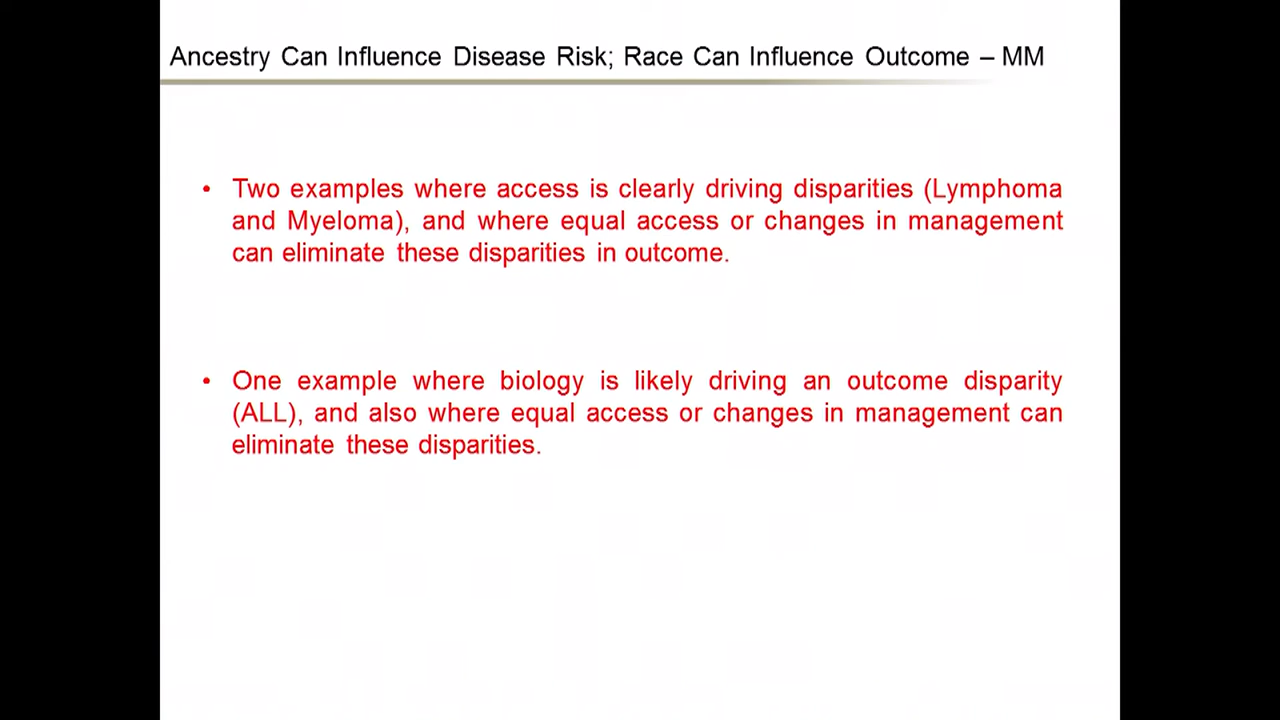 Ancestry Can Influence Disease Risk; Race Can Influence Outcome – MM
• Two examples where access is clearly driving disparities (Lymphoma
and Myeloma), and where equal access or changes in management
can eliminate these disparities in outcome.
• One example where biology is likely driving an outcome disparity
(ALL), and also where equal access or changes in management can
eliminate these disparities.